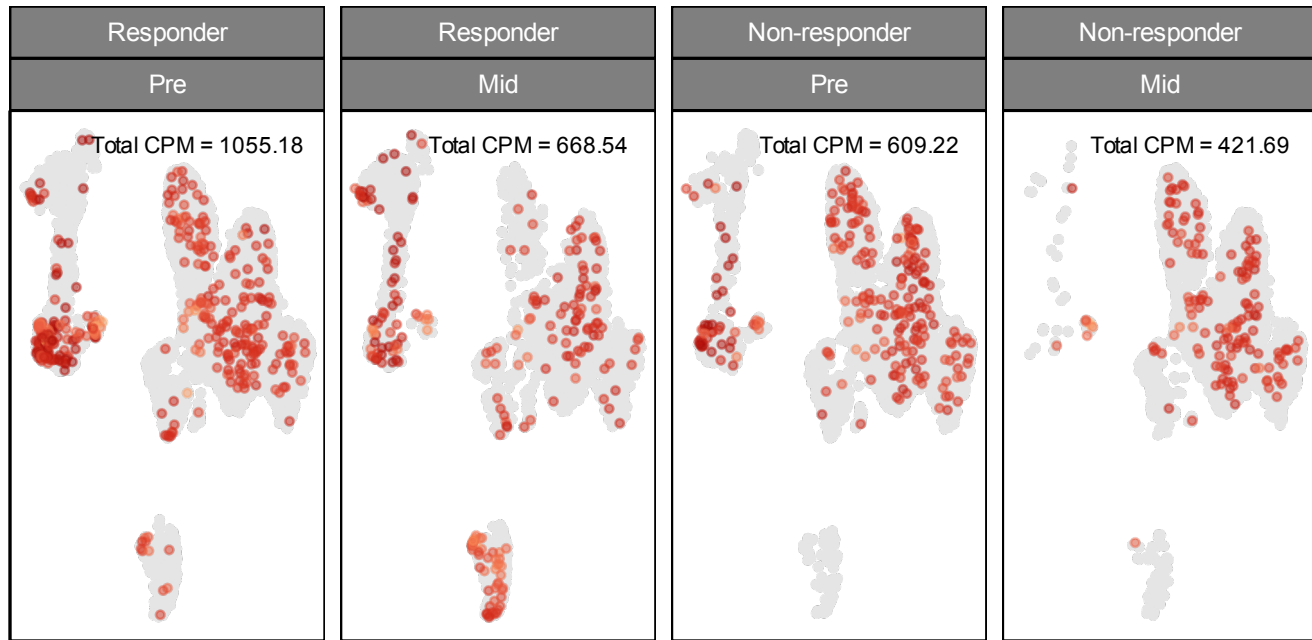 Responder
Responder
Non-responder
Non-responder
Pre
Mid
Pre
Mid
Total CPM = 1055.18
Total CPM = 668.54
Total CPM = 609.22
Total CPM = 421.69